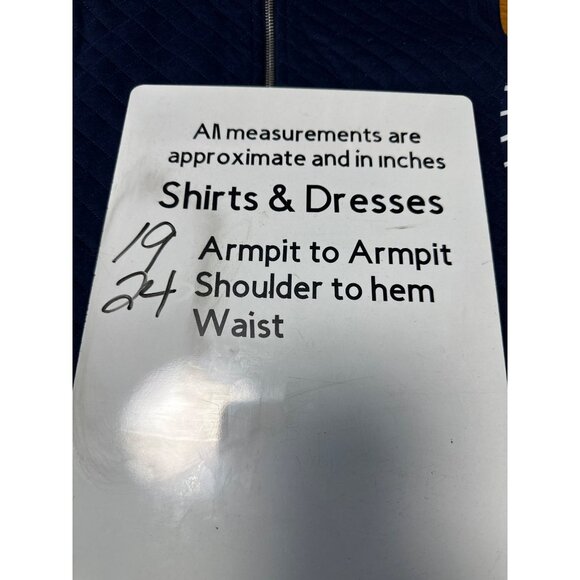 All measurements are
approximate and in inches
Shirts & Dresses
19 Armpit to Armpit
24 Shoulder to hem
Waist